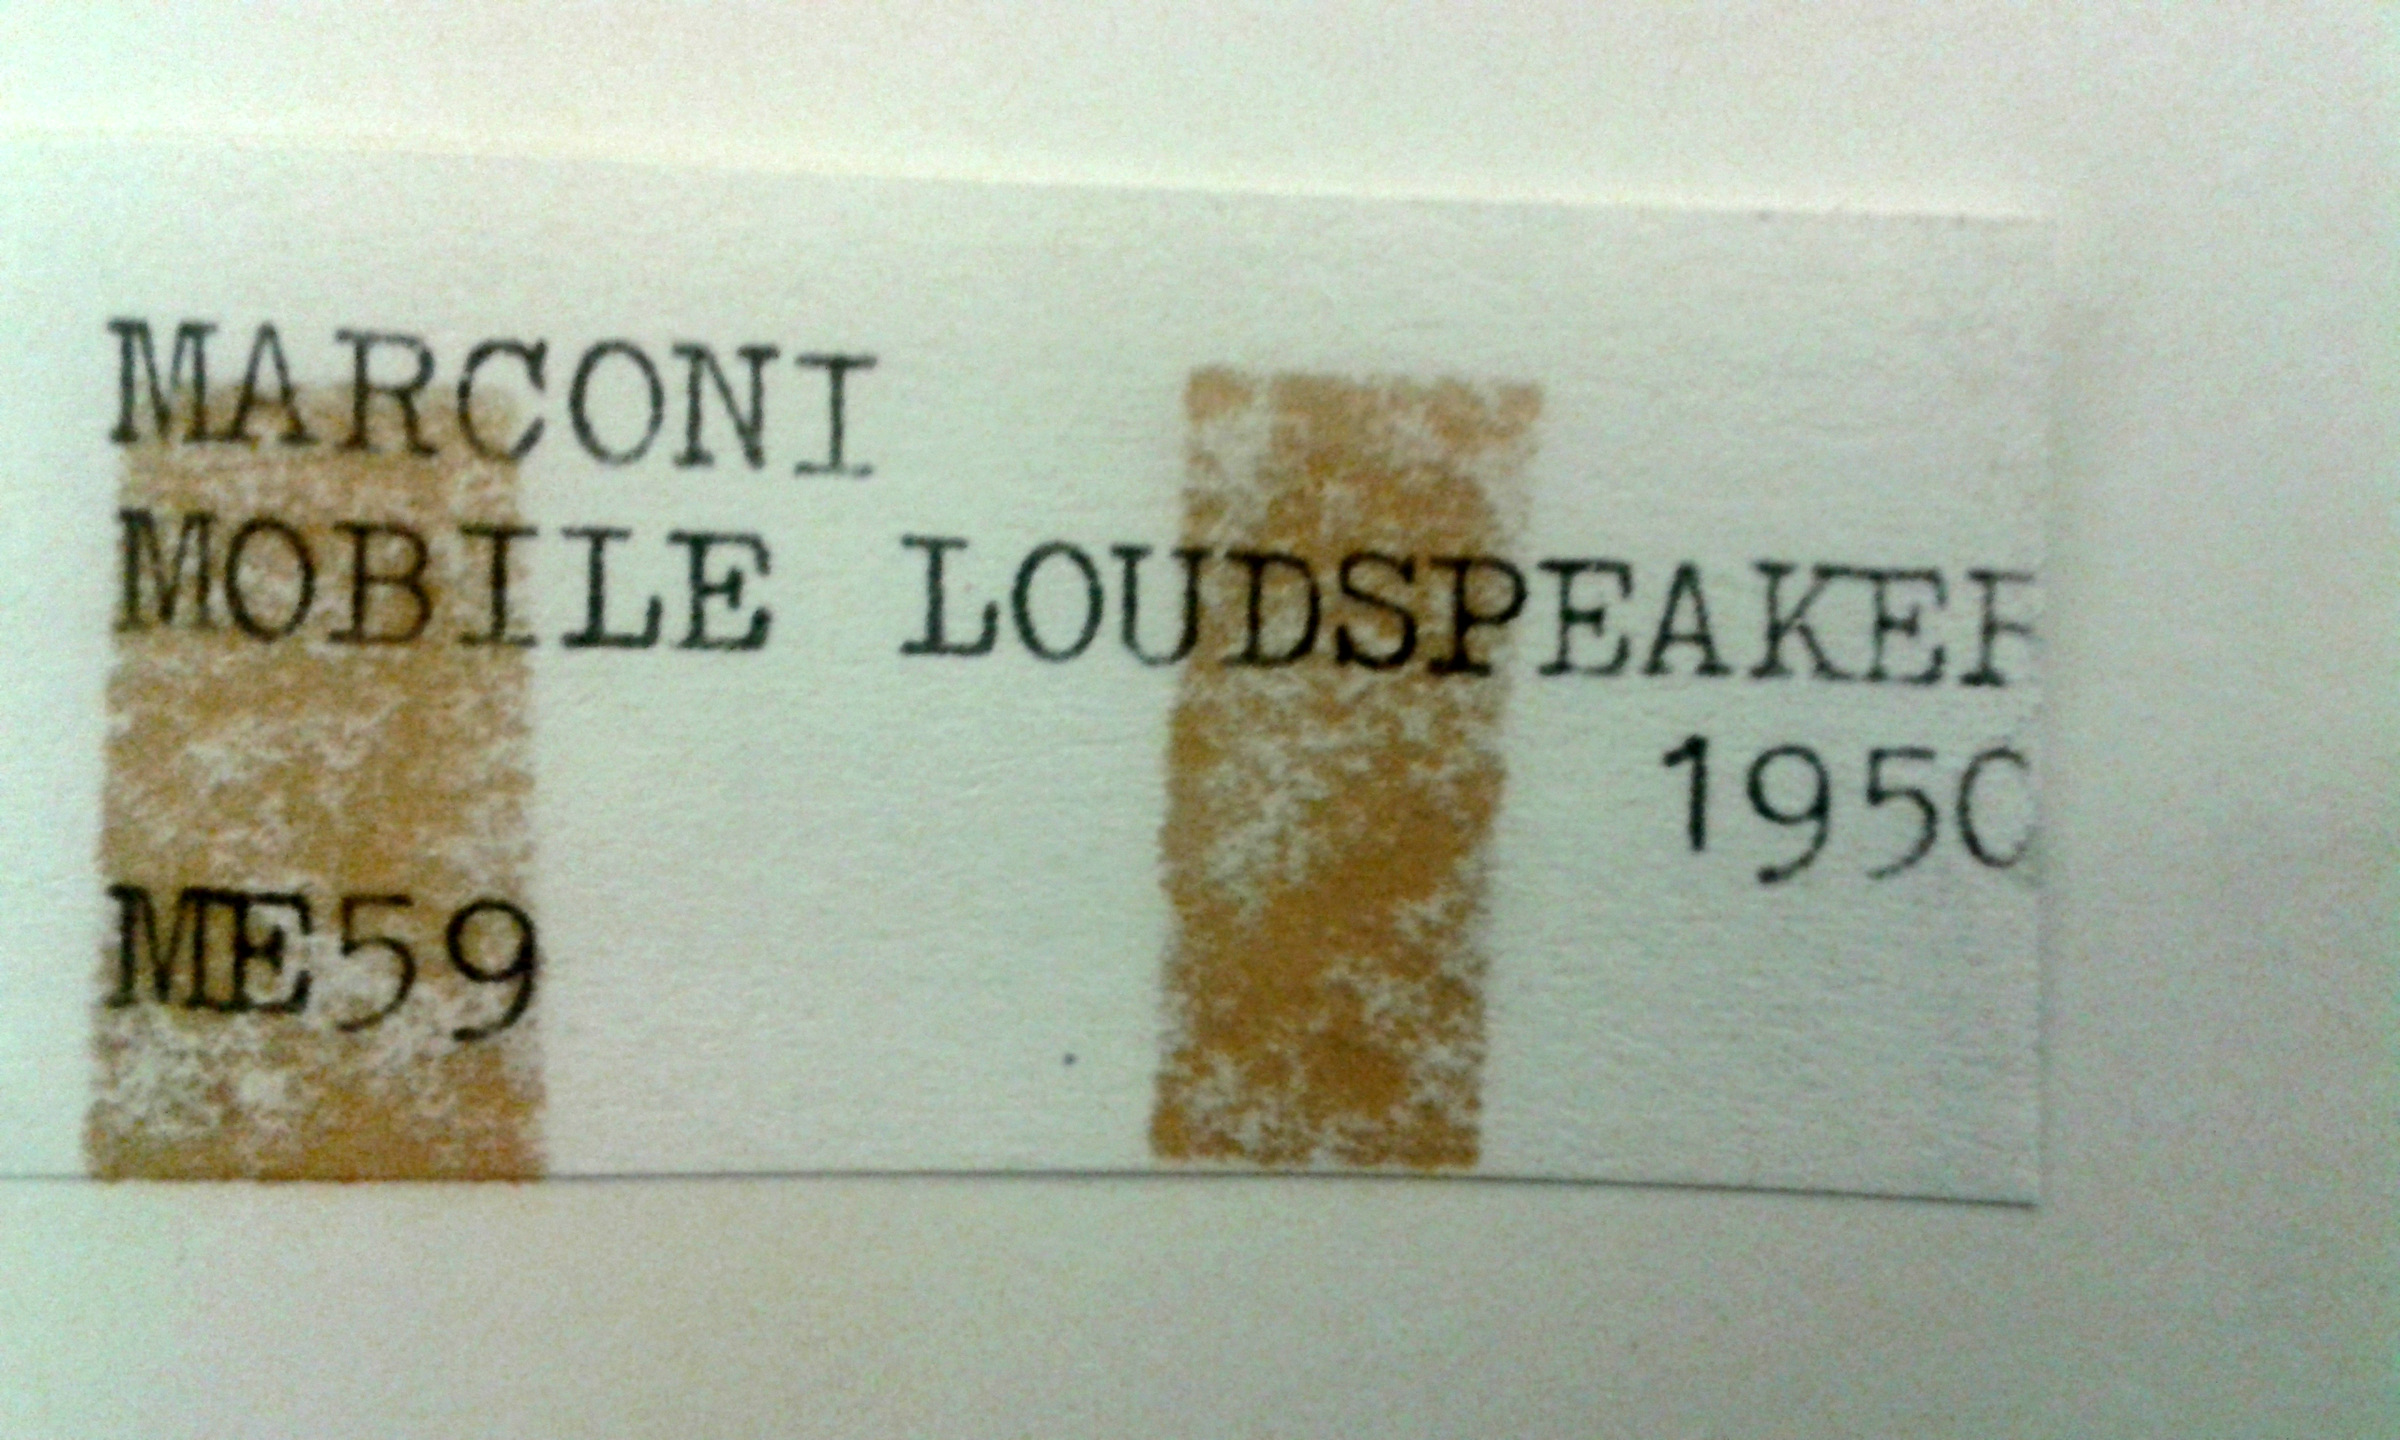 MARCONI
MOBILE LOUDSPEAKER
1950
ME59